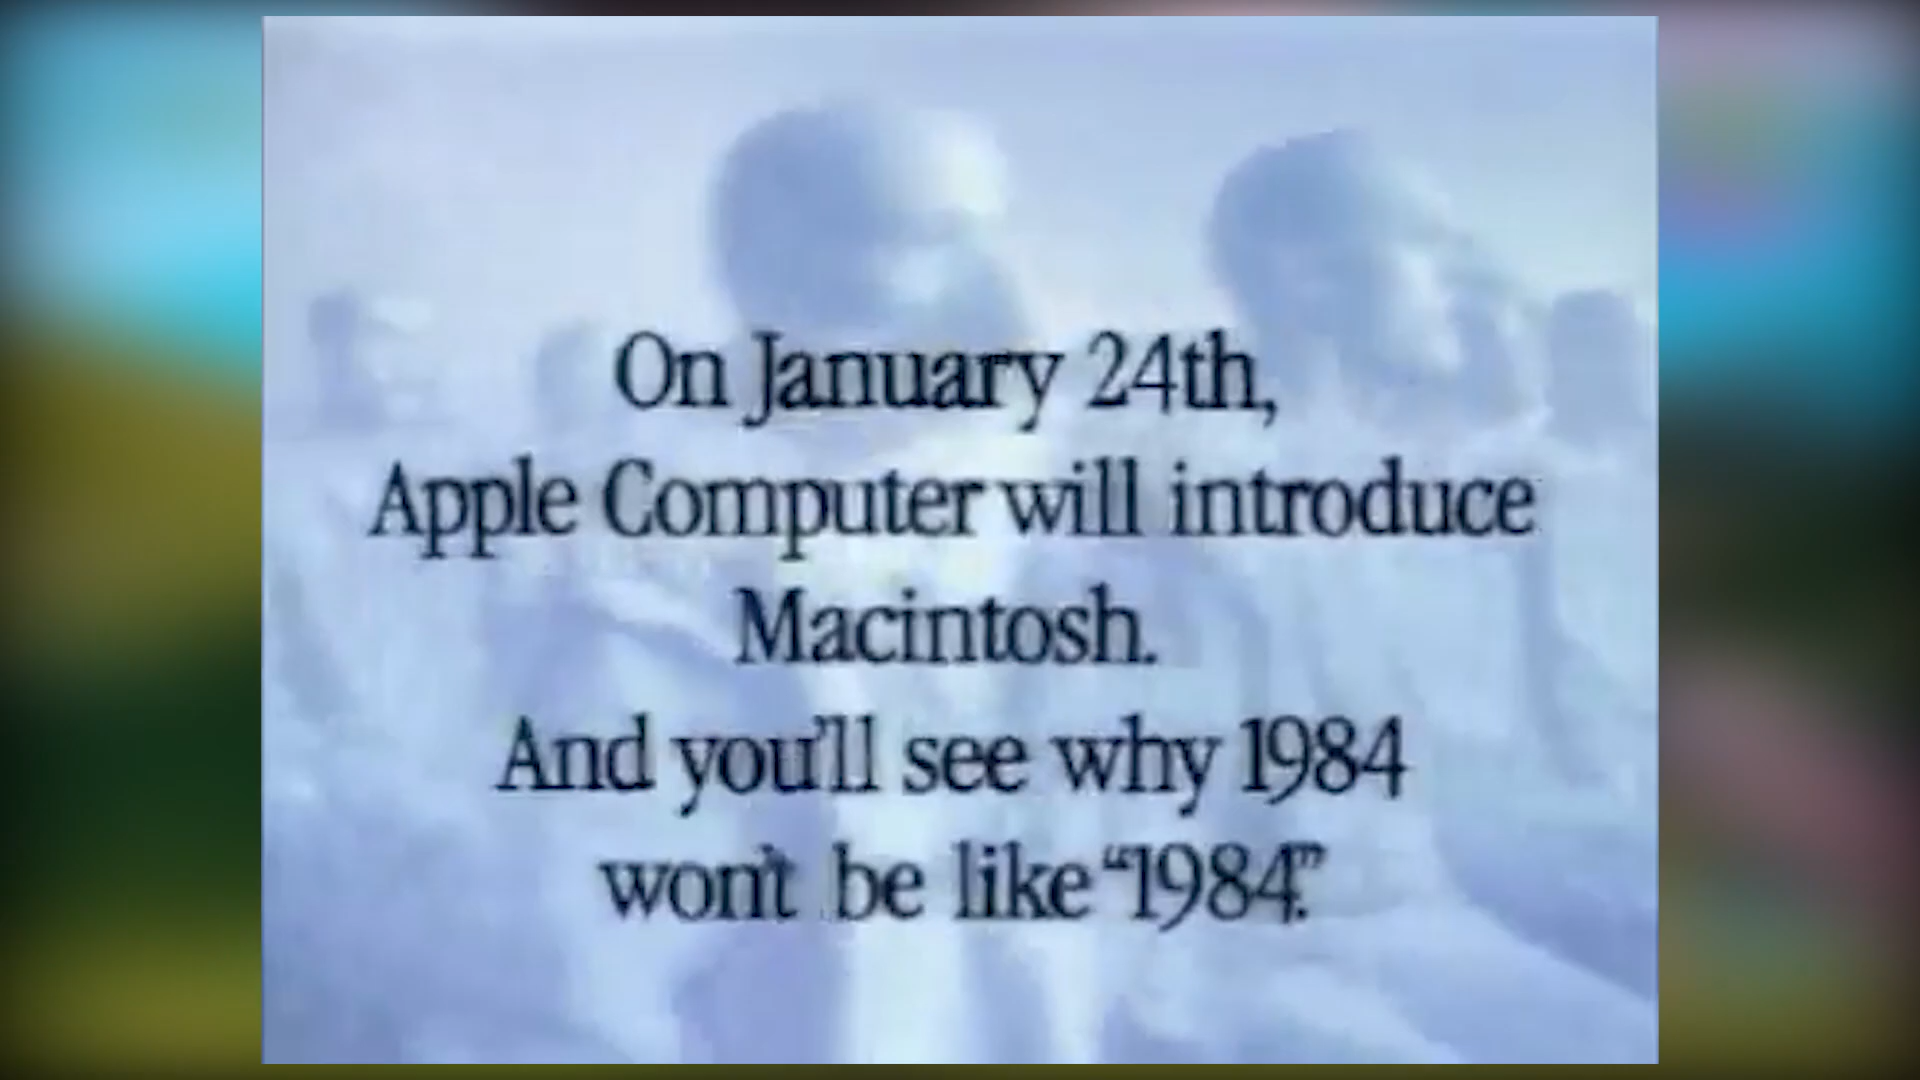 On January 24th,
Apple Computer will introduce
Macintosh.
And you'll see why 1984
won't be like “1984.”